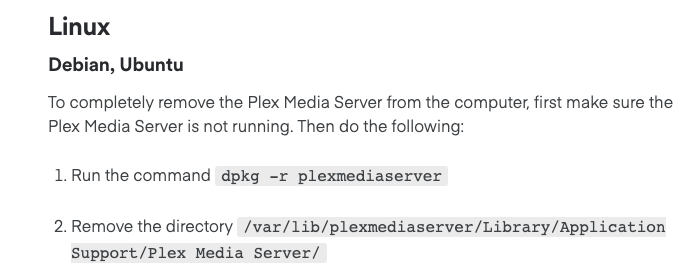 Linux
Debian, Ubuntu
To completely remove the Plex Media Server from the computer, first make sure the
Plex Media Server is not running. Then do the following:
1. Run the command dpkg -r plexmediaserver
2. Remove the directory /var/lib/plexmediaserver/Library/Application
Support/Plex Media Server/